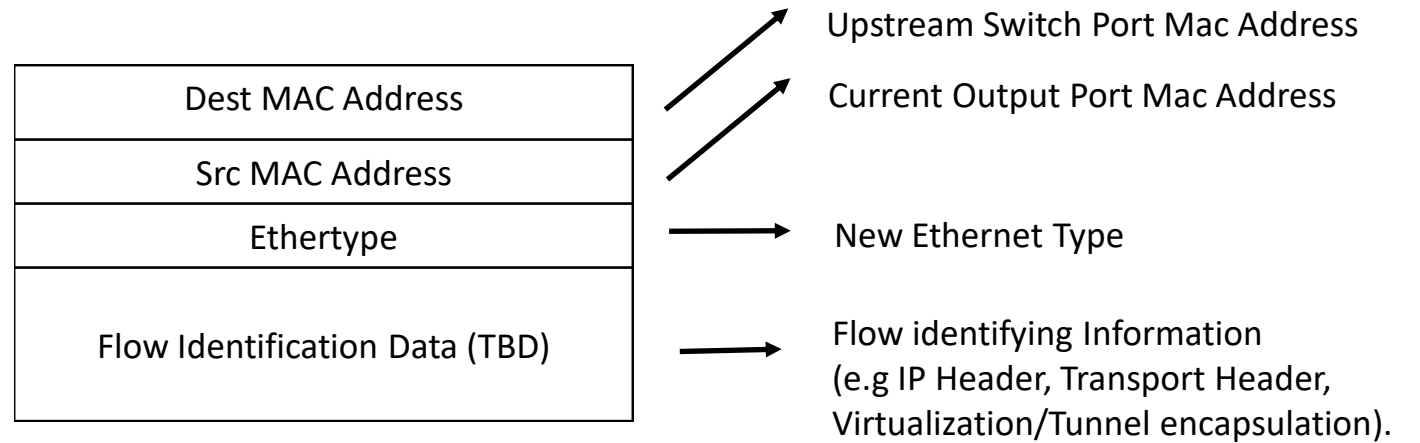 Upstream Switch Port Mac Address
Dest MAC Address
Current Output Port Mac Address
Src MAC Address
Ethertype
New Ethernet Type
Flow Identification Data (TBD)
Flow identifying Information
(e.g IP Header, Transport Header,
Virtualization/Tunnel encapsulation).